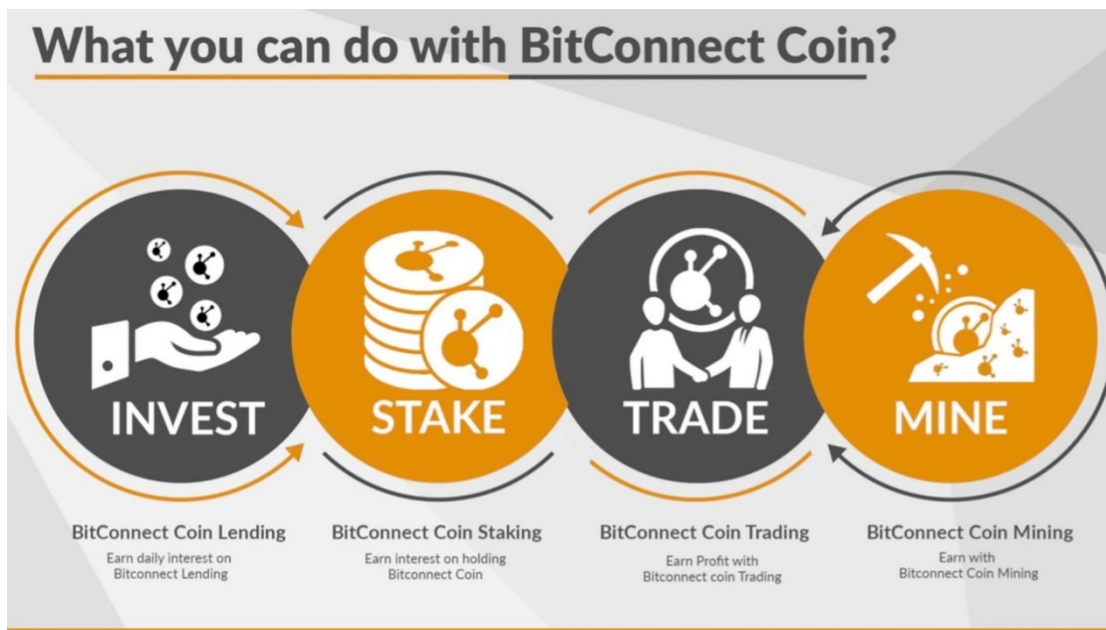 What you can do with BitConnect Coin?
INVEST
STAKE
TRADE
MINE
BitConnect Coin Lending
Earn daily interest on
Bitconnect Lending
BitConnect Coin Staking
Earn interest on holding
Bitconnect Coin
BitConnect Coin Trading
Earn Profit with
Bitconnect coin Trading
BitConnect Coin Mining
Earn with
Bitconnect Coin Mining